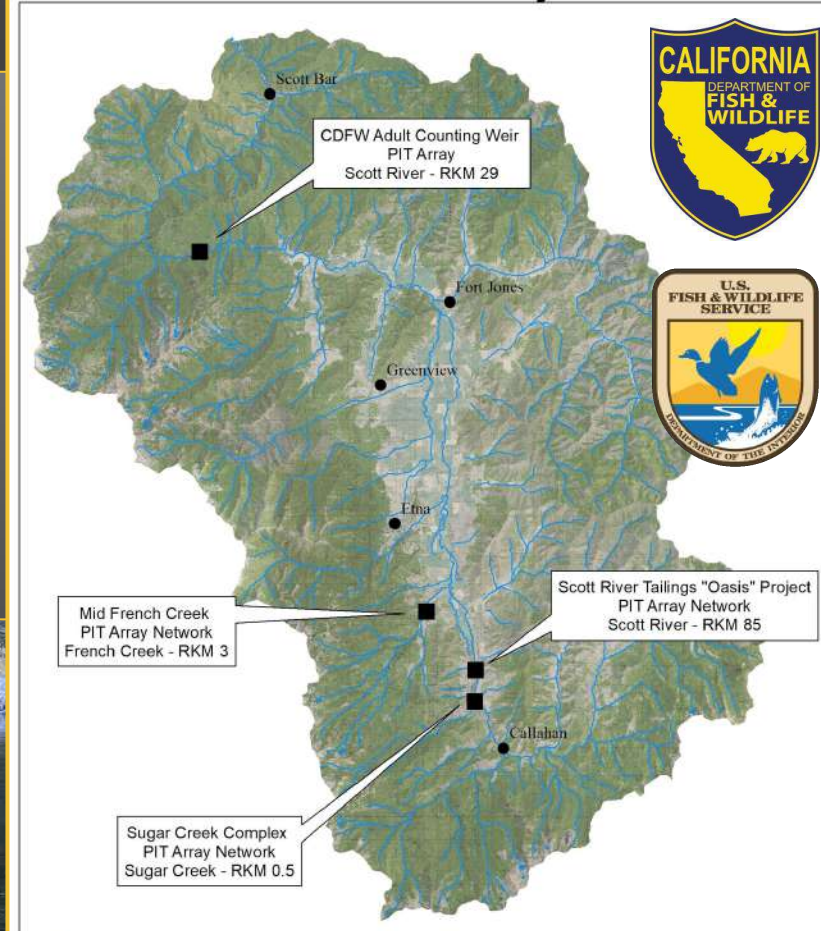 CALIFORNIA
DEPARTMENT OF
FISH &
WILDLIFE
Scott Bar
CDFW Adult Counting Weir
PIT Array
Scott River - RKM 29
U.S.
FISH & WILDLIFE
SERVICE
DEPARTMENT OF THE INTERIOR
Fort Jones
Greenview
Etna
Scott River Tailings "Oasis" Project
PIT Array Network
Scott River - RKM 85
Mid French Creek
PIT Array Network
French Creek - RKM 3
Callahan
Sugar Creek Complex
PIT Array Network
Sugar Creek - RKM 0.5